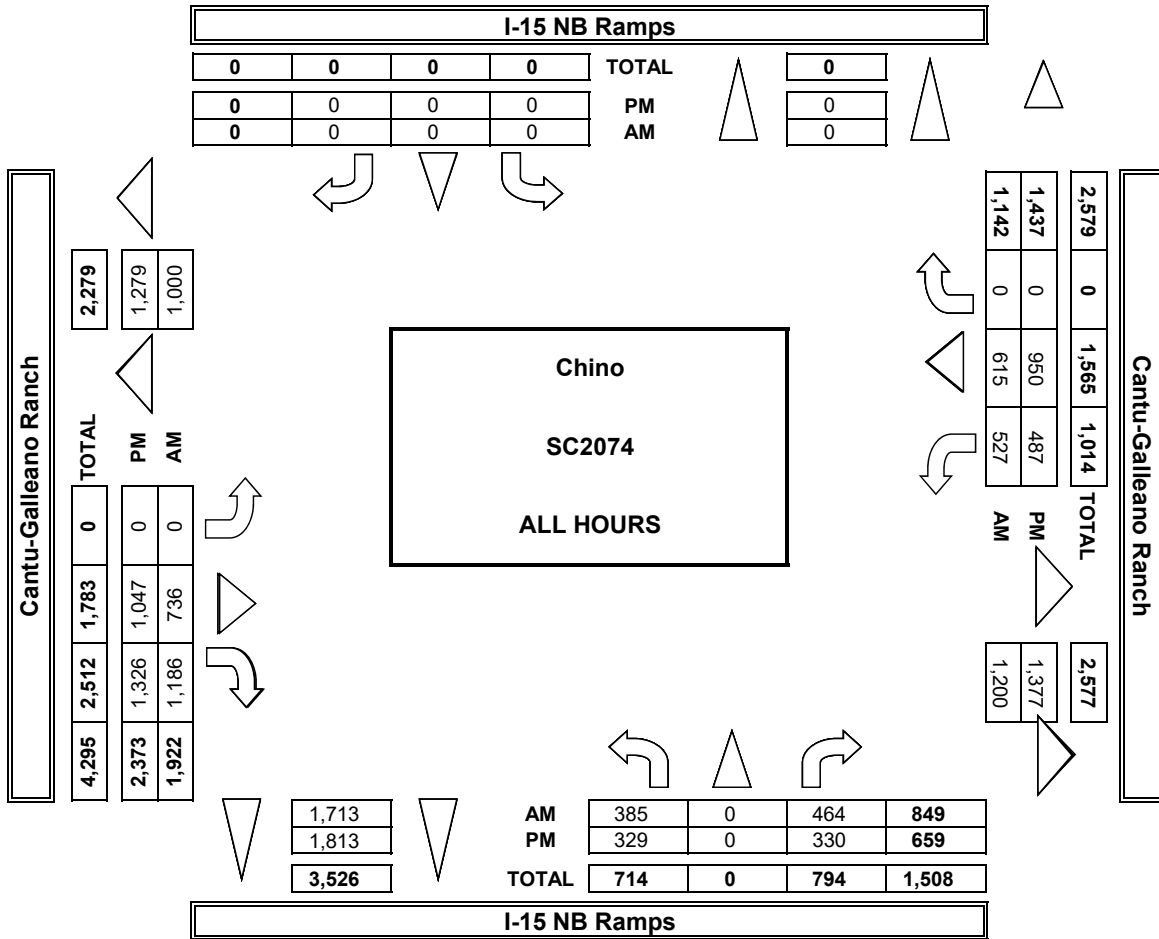 I-15 NB Ramps
0 0 0 0 TOTAL 0
0 0 0 0 PM 0
0 0 0 0 AM 0
Cantu-Galleano Ranch
2,279
1,279
1,000
TOTAL
PM
AM
0 1,783 2,512 4,295
0 1,047 1,326 2,373
0 736 1,186 1,922
Chino
SC2074
ALL HOURS
2,579 0 1,565 1,014 TOTAL
1,437 0 950 487 PM
1,142 0 615 527 AM
2,577
1,377
1,200
Cantu-Galleano Ranch
1,713 AM 385 0 464 849
1,813 PM 329 0 330 659
3,526 TOTAL 714 0 794 1,508
I-15 NB Ramps